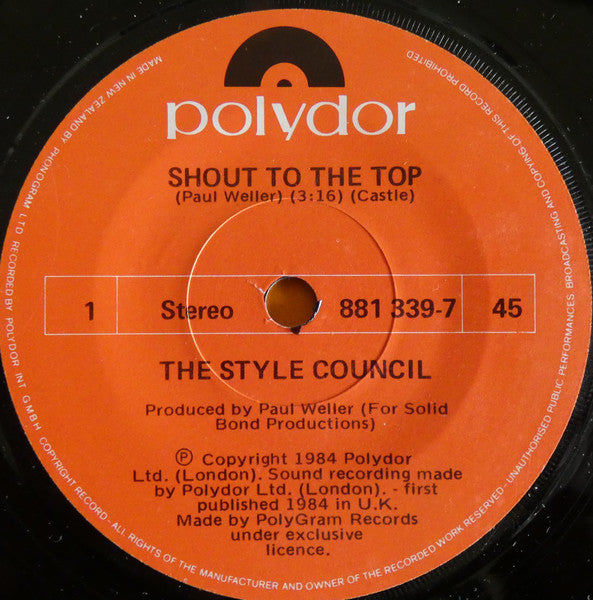 polydor
SHOUT TO THE TOP
(Paul Weller) (3:16) (Castle)
1 Stereo 881 339-7 45
THE STYLE COUNCIL
Produced by Paul Weller (For Solid
Bond Productions)
Ⓟ Copyright 1984 Polydor
Ltd. (London). Sound recording made
by Polydor Ltd. (London). - first
published 1984 in U.K.
Made by PolyGram Records
under exclusive
licence.
MADE IN NEW ZEALAND BY PHONOGRAM LTD RECORDED BY POLYDOR INT GMBH COPYRIGHT RECORD - ALL RIGHTS OF THE MANUFACTURER AND OWNER OF THE RECORDED WORK RESERVED - UNAUTHORISED PUBLIC PERFORMANCES BROADCASTING AND COPYING OF THIS RECORD PROHIBITED